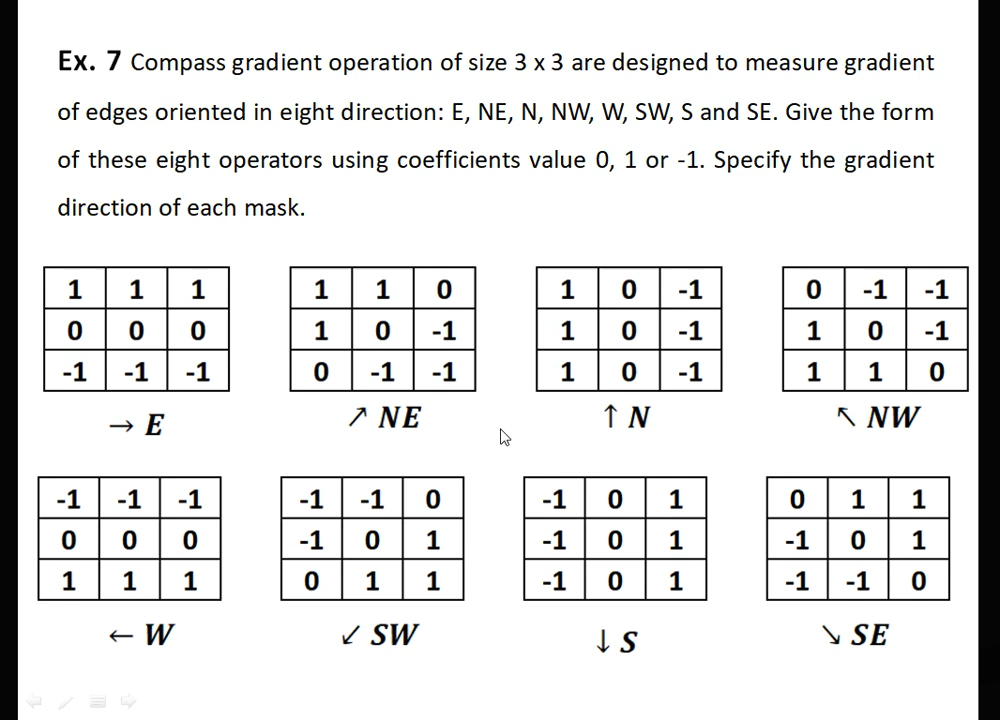 Ex. 7 Compass gradient operation of size 3 x 3 are designed to measure gradient
of edges oriented in eight direction: E, NE, N, NW, W, SW, S and SE. Give the form
of these eight operators using coefficients value 0, 1 or -1. Specify the gradient
direction of each mask.
1 1 1 1 1 0 1 0 -1 0 -1 -1
0 0 0 1 0 -1 1 0 -1 1 0 -1
-1 -1 -1 0 -1 -1 1 0 -1 1 1 0
→ E ↗ NE ↑ N ↖ NW
-1 -1 -1 -1 -1 0 -1 0 1 0 1 1
0 0 0 -1 0 1 -1 0 1 -1 0 1
1 1 1 0 1 1 -1 0 1 -1 -1 0
← W ↙ SW ↓ S ↘ SE